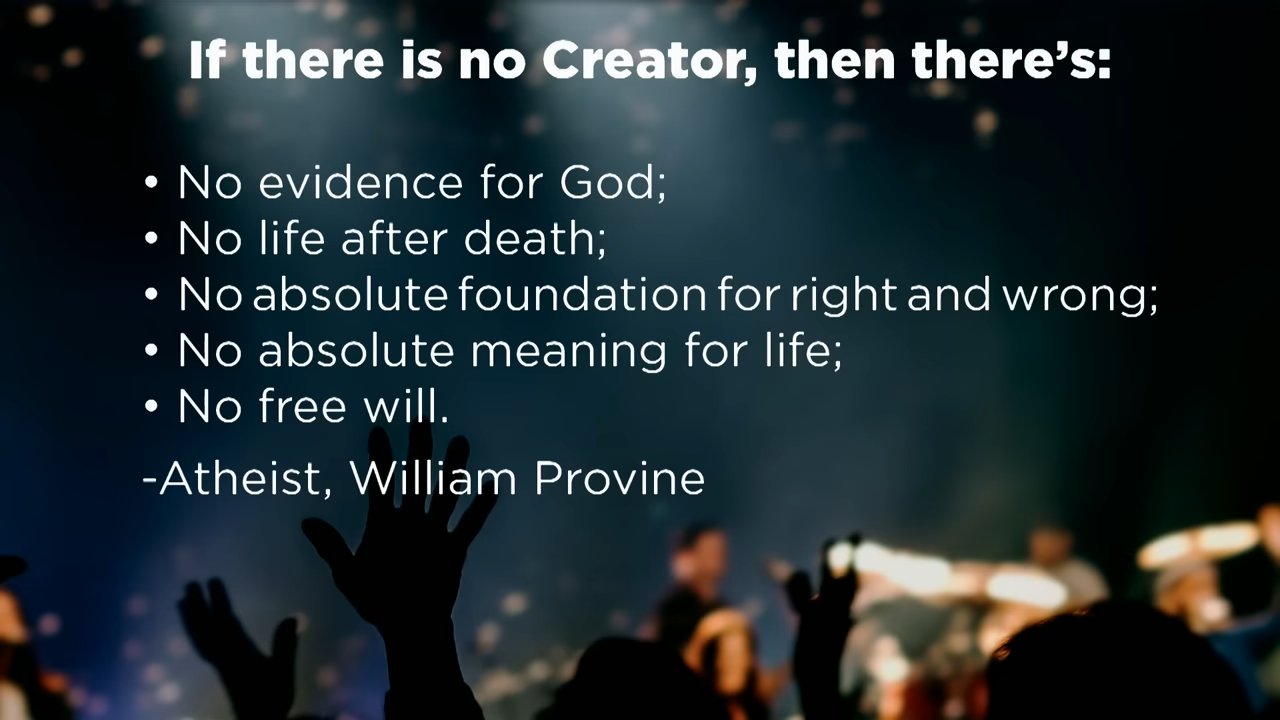 If there is no Creator, then there’s:
• No evidence for God;
• No life after death;
• No absolute foundation for right and wrong;
• No absolute meaning for life;
• No free will.
-Atheist, William Provine